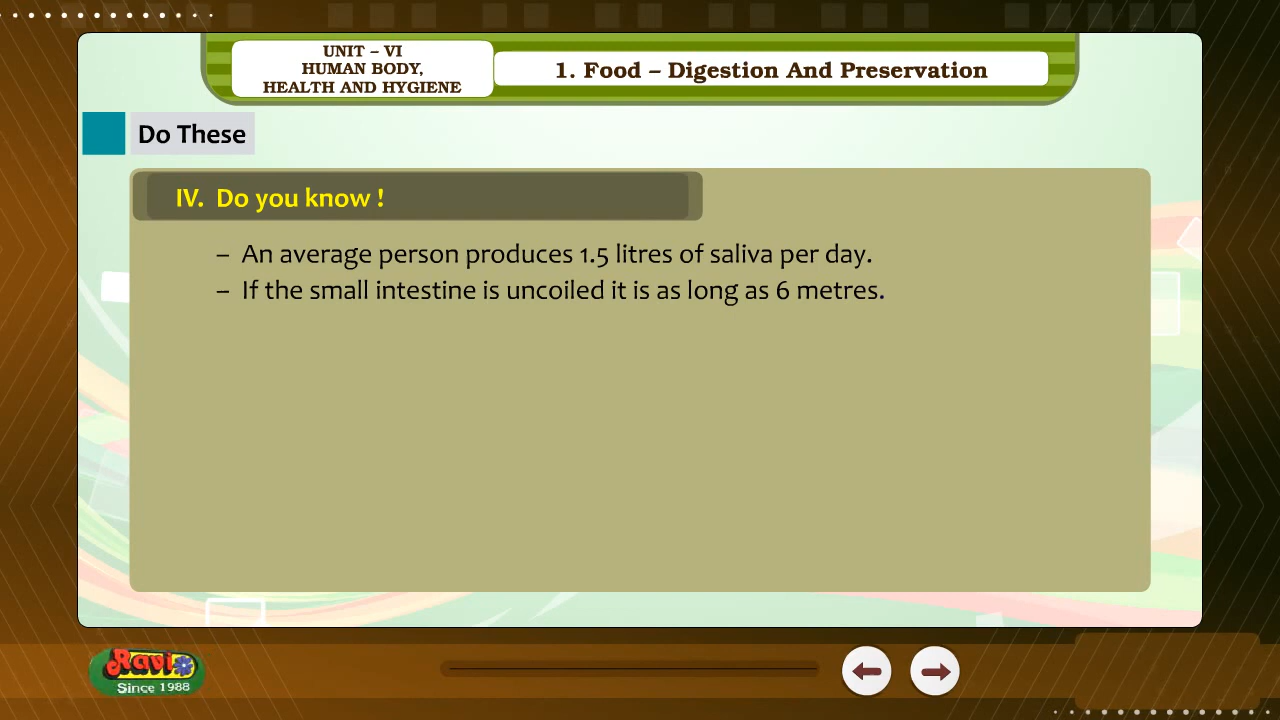 UNIT – VI
HUMAN BODY,
HEALTH AND HYGIENE
1. Food – Digestion And Preservation
Do These
IV. Do you know !
– An average person produces 1.5 litres of saliva per day.
– If the small intestine is uncoiled it is as long as 6 metres.
Ravi
Since 1988